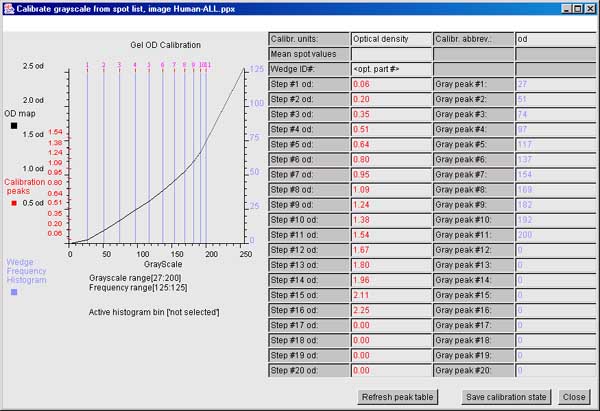 Calibrate grayscale from spot list, image Human-ALL.ppx
Gel OD Calibration
1 2 3 4 5 6 7 8 9 10 11
2.5 od
2.0 od
OD map
1.5 od
1.0 od
0.5 od
1.54
1.38
1.24
1.09
0.95
0.80
0.64
0.51
0.35
0.20
0.06
Calibration
peaks
Wedge
Frequency
Histogram
125
100
75
50
25
0
0 50 100 150 200 250
GrayScale
Grayscale range[27:200]
Frequency range[125:125]
Active histogram bin ['not selected']
Calibr. units: Optical density Calibr. abbrev.: od
Mean spot values
Wedge ID#: <opt. part #>
Step #1 od: 0.06 Gray peak #1: 27
Step #2 od: 0.20 Gray peak #2: 51
Step #3 od: 0.35 Gray peak #3: 74
Step #4 od: 0.51 Gray peak #4: 97
Step #5 od: 0.64 Gray peak #5: 117
Step #6 od: 0.80 Gray peak #6: 137
Step #7 od: 0.95 Gray peak #7: 154
Step #8 od: 1.09 Gray peak #8: 169
Step #9 od: 1.24 Gray peak #9: 182
Step #10 od: 1.38 Gray peak #10: 192
Step #11 od: 1.54 Gray peak #11: 200
Step #12 od: 1.67 Gray peak #12: 0
Step #13 od: 1.80 Gray peak #13: 0
Step #14 od: 1.96 Gray peak #14: 0
Step #15 od: 2.11 Gray peak #15: 0
Step #16 od: 2.25 Gray peak #16: 0
Step #17 od: 0.00 Gray peak #17: 0
Step #18 od: 0.00 Gray peak #18: 0
Step #19 od: 0.00 Gray peak #19: 0
Step #20 od: 0.00 Gray peak #20: 0
Refresh peak table Save calibration state Close